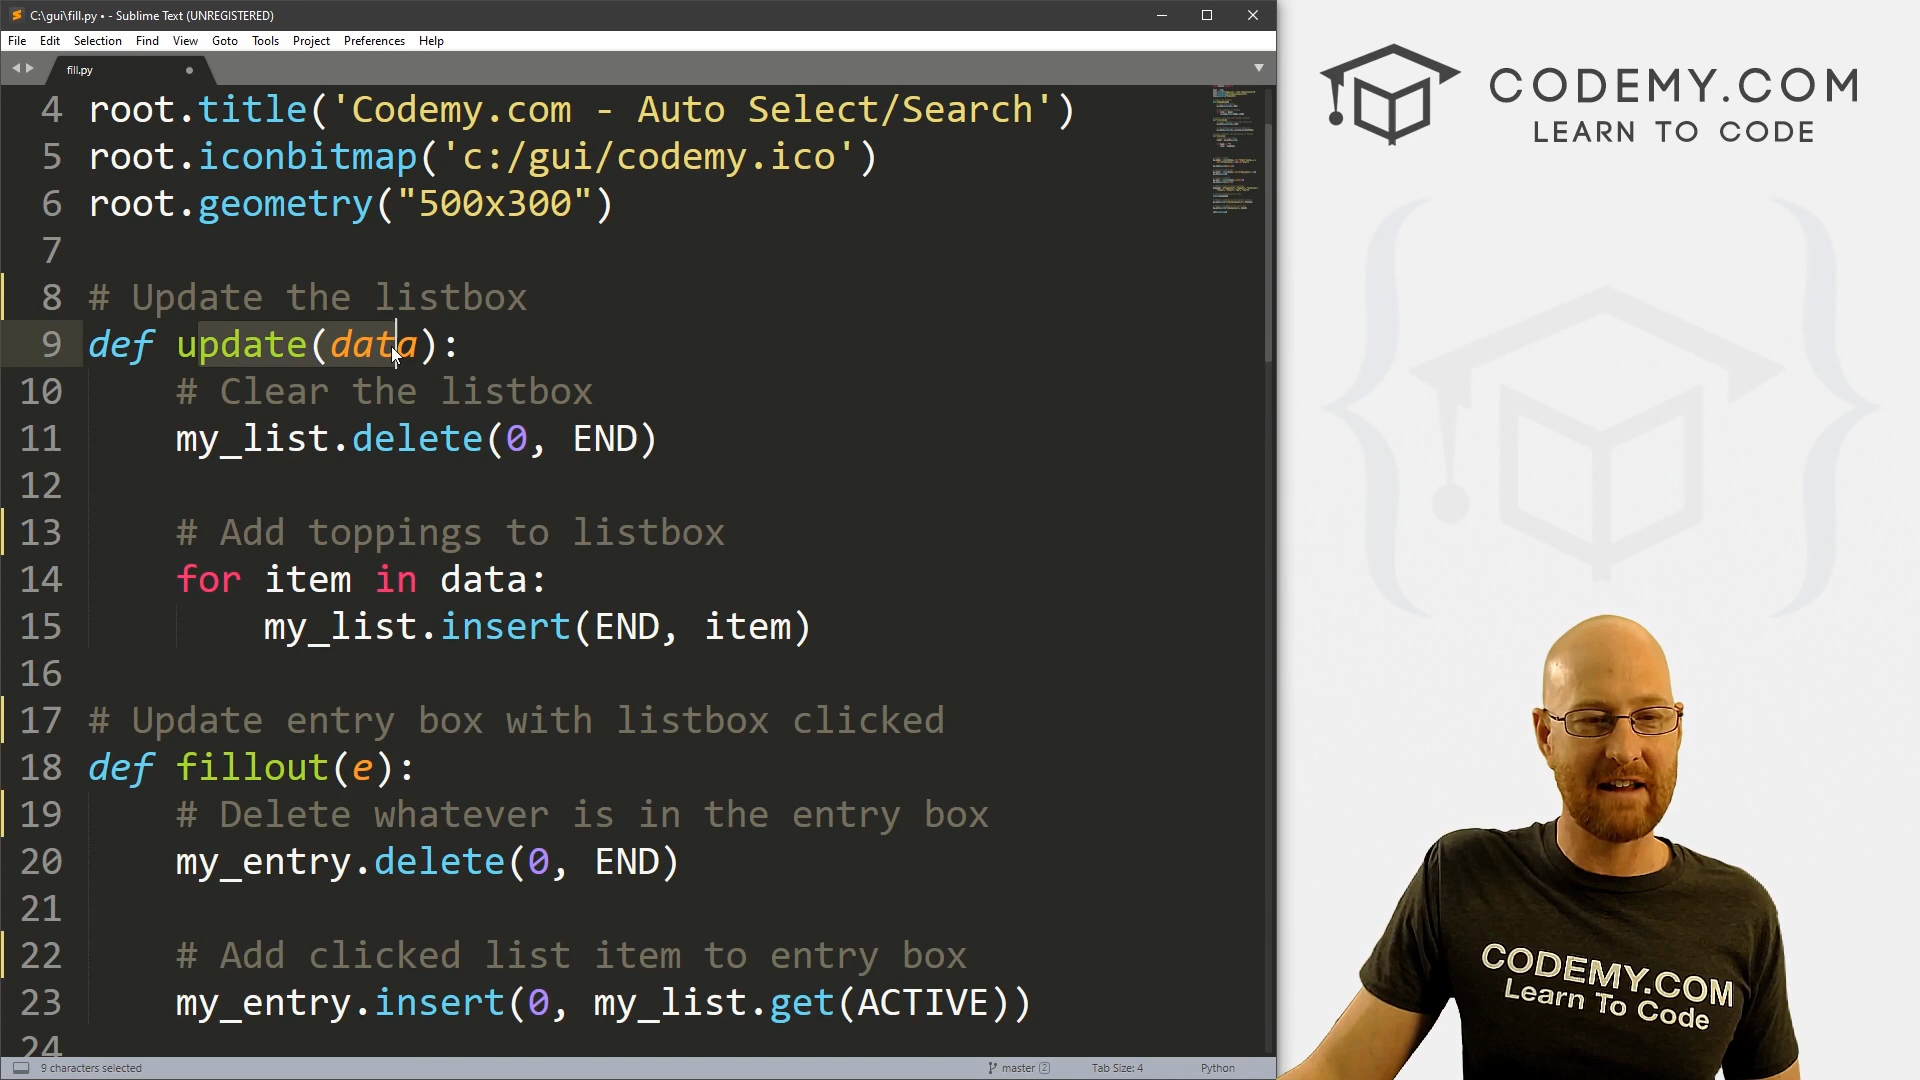 C:\gui\fill.py • - Sublime Text (UNREGISTERED)
File Edit Selection Find View Goto Tools Project Preferences Help
fill.py
4 root.title('Codemy.com - Auto Select/Search')
5 root.iconbitmap('c:/gui/codemy.ico')
6 root.geometry("500x300")
7
8 # Update the listbox
9 def update(data):
10     # Clear the listbox
11     my_list.delete(0, END)
12
13     # Add toppings to listbox
14     for item in data:
15         my_list.insert(END, item)
16
17 # Update entry box with listbox clicked
18 def fillout(e):
19     # Delete whatever is in the entry box
20     my_entry.delete(0, END)
21
22     # Add clicked list item to entry box
23     my_entry.insert(0, my_list.get(ACTIVE))
24
9 characters selected
master 2
Tab Size: 4
Python
CODEMY.COM
LEARN TO CODE
CODEMY.COM
Learn To Code